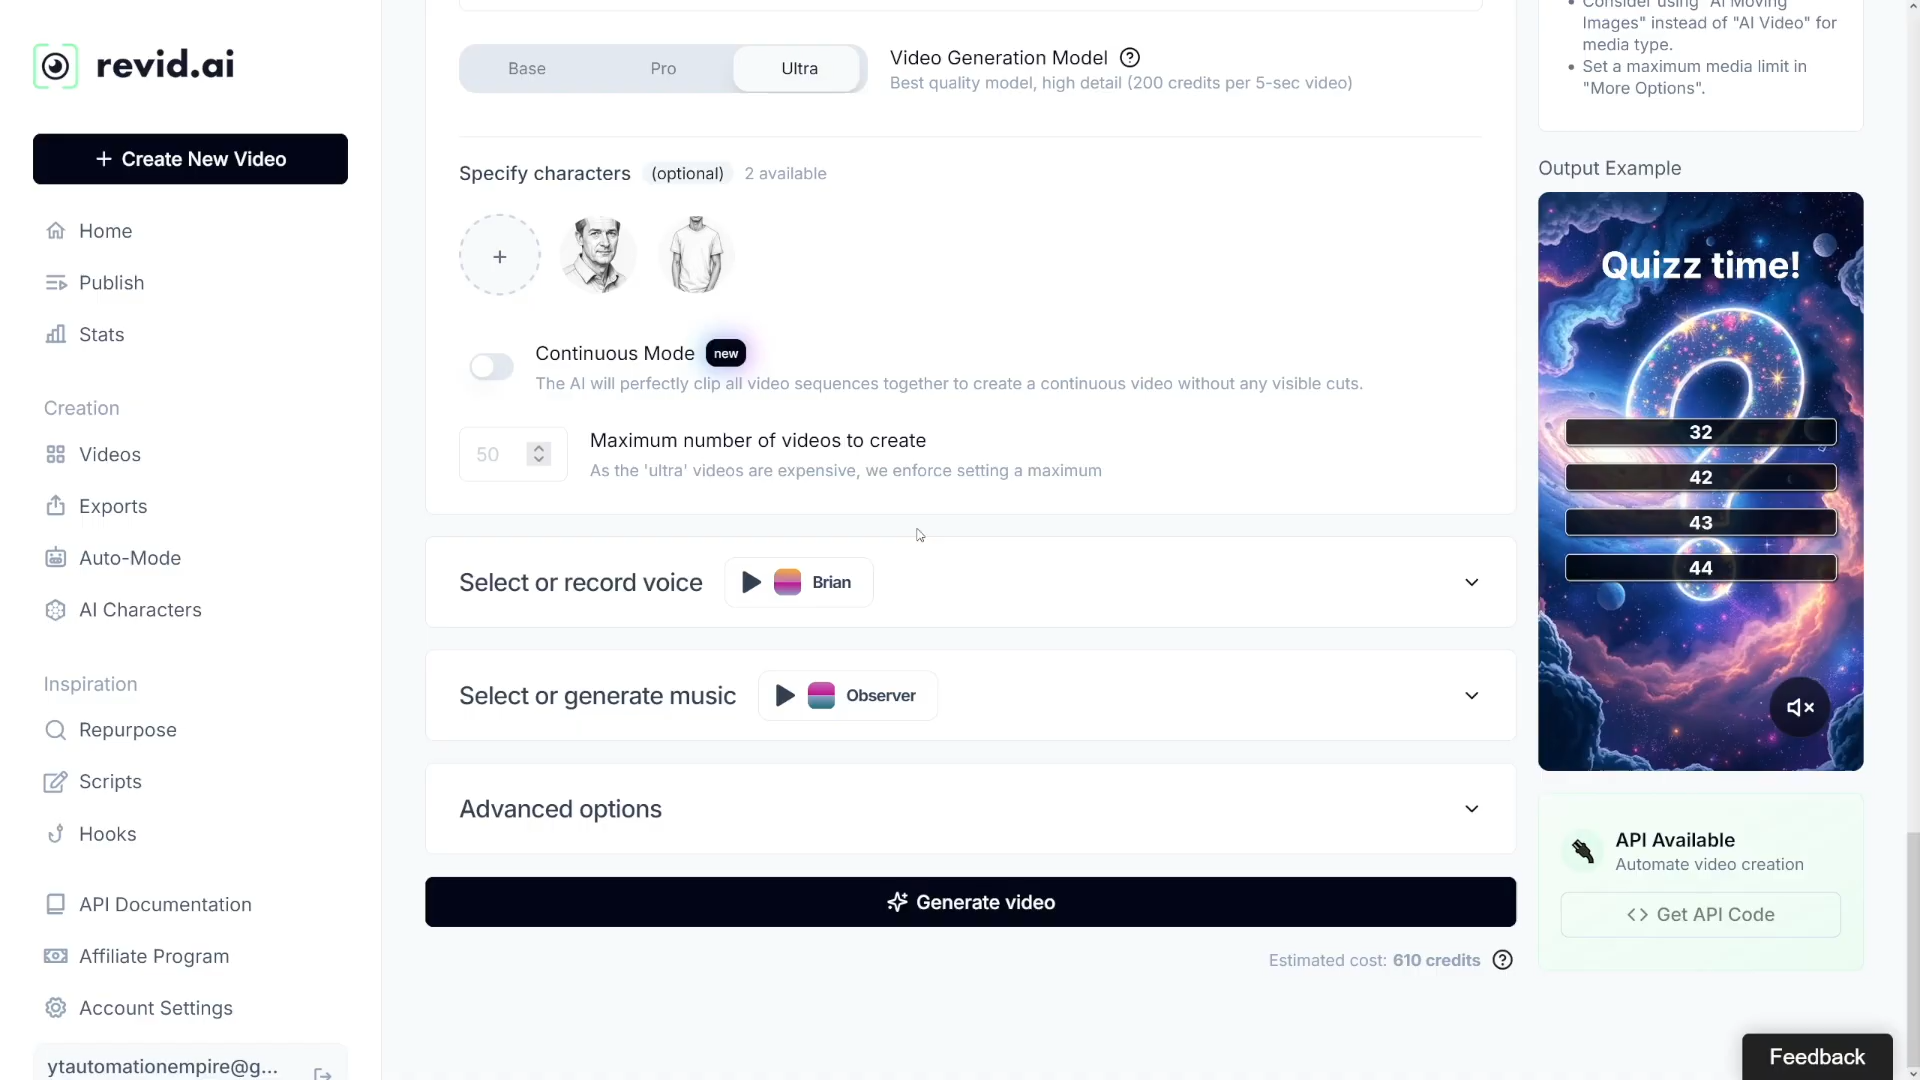 revid.ai
+ Create New Video
Home
Publish
Stats
Creation
Videos
Exports
Auto-Mode
AI Characters
Inspiration
Repurpose
Scripts
Hooks
API Documentation
Affiliate Program
Account Settings
ytautomationempire@g...
Base
Pro
Ultra
Video Generation Model
Best quality model, high detail (200 credits per 5-sec video)
Specify characters (optional) 2 available
+
Continuous Mode new
The AI will perfectly clip all video sequences together to create a continuous video without any visible cuts.
50
Maximum number of videos to create
As the 'ultra' videos are expensive, we enforce setting a maximum
Select or record voice Brian
Select or generate music Observer
Advanced options
Generate video
Estimated cost: 610 credits
Consider using "AI Moving
Images" instead of "AI Video" for
media type.
Set a maximum media limit in
"More Options".
Output Example
Quizz time!
32
42
43
44
API Available
Automate video creation
<> Get API Code
Feedback